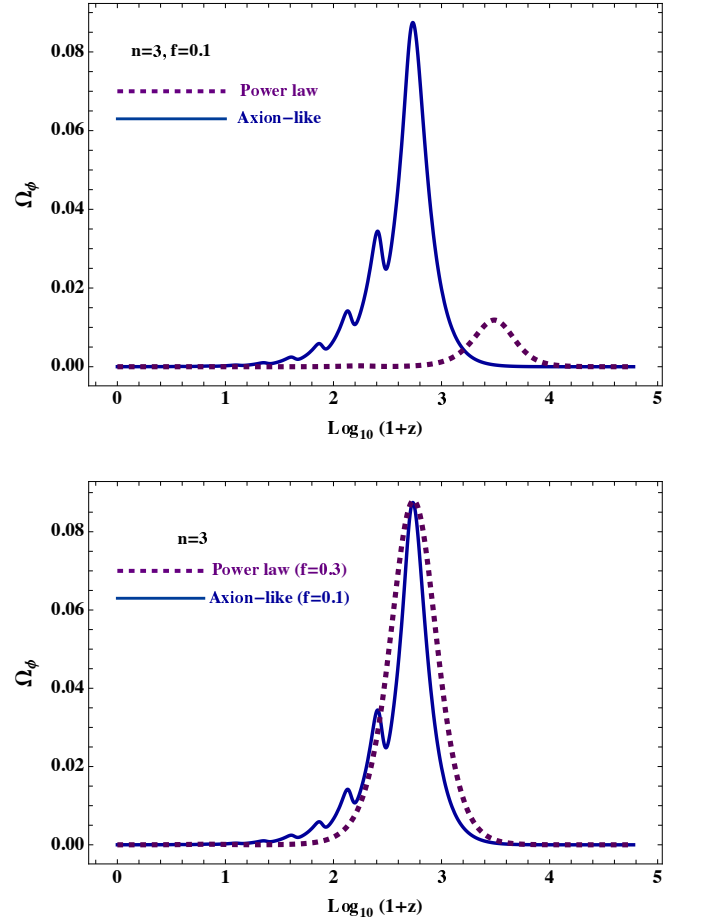 0.08
n=3, f=0.1
Power law
Axion−like
0.06
Ωϕ
0.04
0.02
0.00
0 1 2 3 4 5
Log10 (1+z)
0.08
n=3
Power law (f=0.3)
Axion−like (f=0.1)
0.06
Ωϕ
0.04
0.02
0.00
0 1 2 3 4 5
Log10 (1+z)